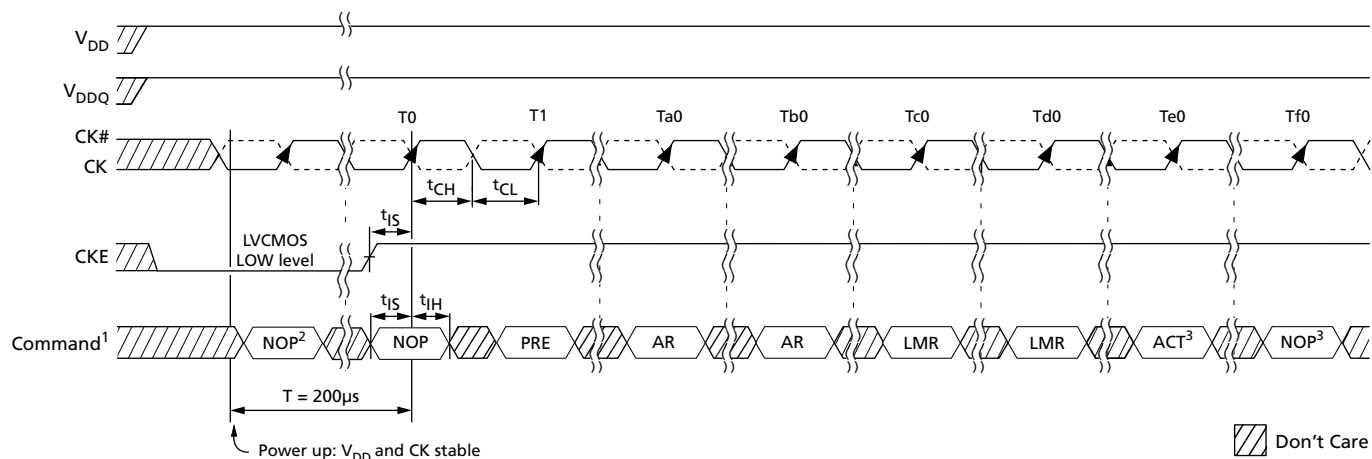 VDD
VDDQ
T0 T1 Ta0 Tb0 Tc0 Td0 Te0 Tf0
CK#
CK
tCH tCL
tIS
LVCMOS
LOW level
CKE
tIS tIH
Command1 NOP2 NOP PRE AR AR LMR LMR ACT3 NOP3
T = 200µs
Power up: VDD and CK stable
Don't Care